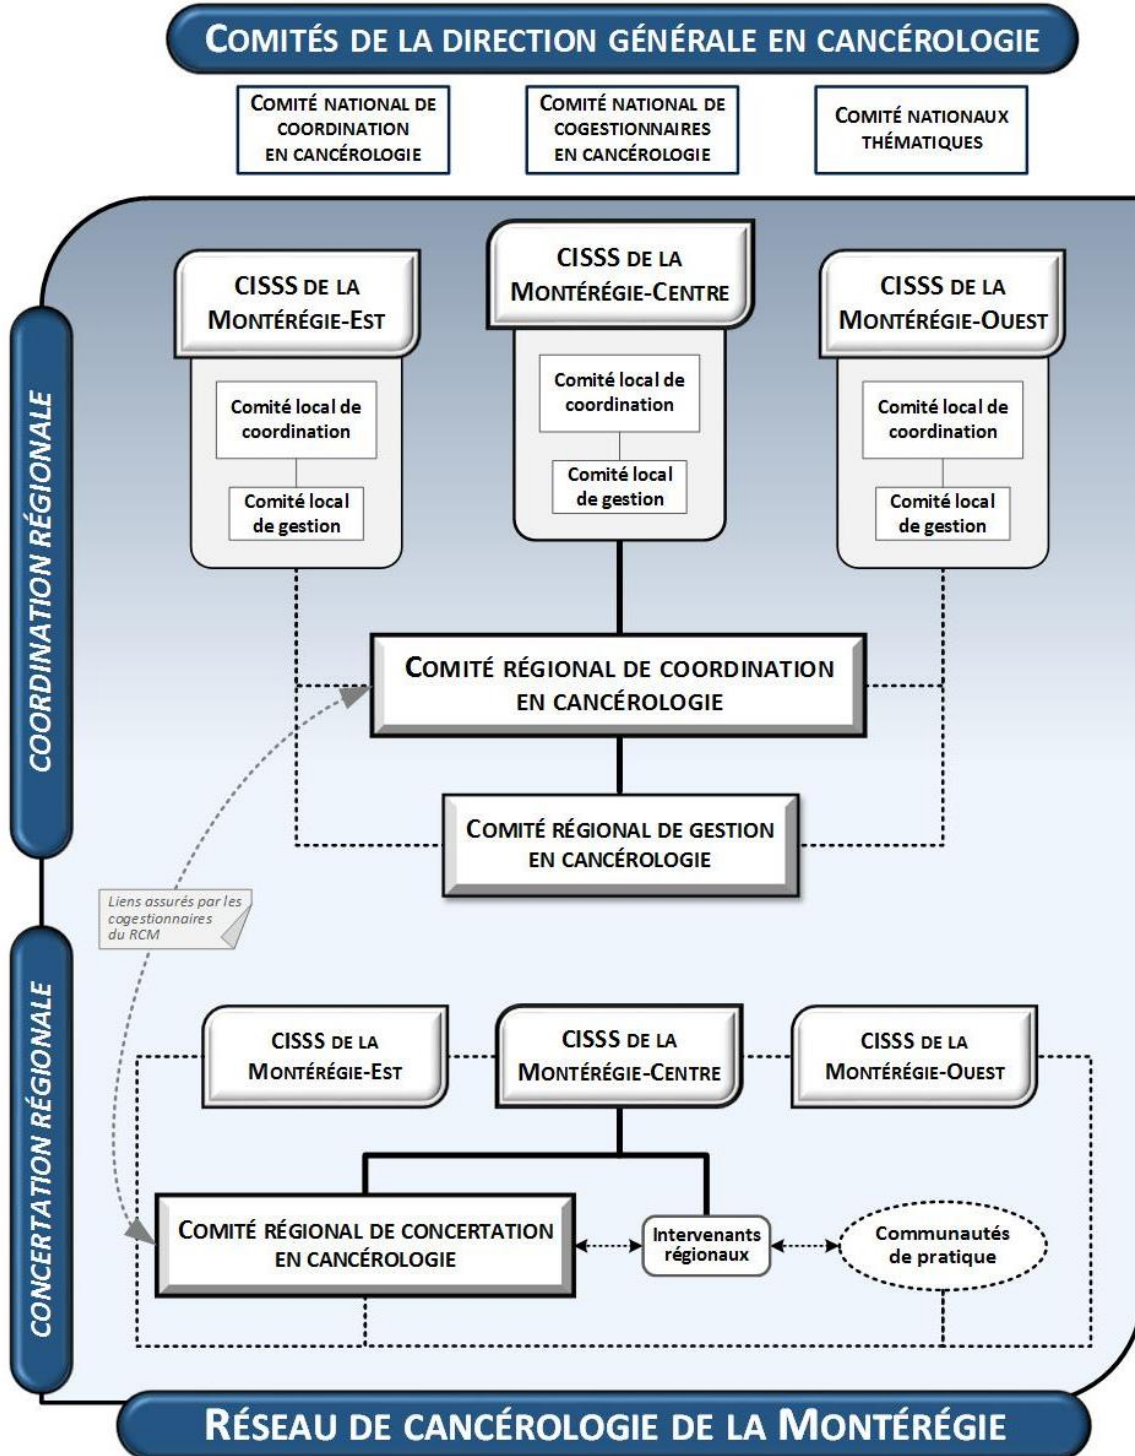 COMITÉS DE LA DIRECTION GÉNÉRALE EN CANCÉROLOGIE
COMITÉ NATIONAL DE
COORDINATION
EN CANCÉROLOGIE
COMITÉ NATIONAL DE
COGESTIONNAIRES
EN CANCÉROLOGIE
COMITÉ NATIONAUX
THÉMATIQUES
COORDINATION RÉGIONALE
CISSS DE LA
MONTÉRÉGIE-EST
Comité local de
coordination
Comité local
de gestion
CISSS DE LA
MONTÉRÉGIE-CENTRE
Comité local de
coordination
Comité local
de gestion
CISSS DE LA
MONTÉRÉGIE-OUEST
Comité local de
coordination
Comité local
de gestion
COMITÉ RÉGIONAL DE COORDINATION
EN CANCÉROLOGIE
COMITÉ RÉGIONAL DE GESTION
EN CANCÉROLOGIE
Liens assurés par les
cogestionnaires
du RCM
CONCERTATION RÉGIONALE
CISSS DE LA
MONTÉRÉGIE-EST
CISSS DE LA
MONTÉRÉGIE-CENTRE
CISSS DE LA
MONTÉRÉGIE-OUEST
COMITÉ RÉGIONAL DE CONCERTATION
EN CANCÉROLOGIE
Intervenants
régionaux
Communautés
de pratique
RÉSEAU DE CANCÉROLOGIE DE LA MONTÉRÉGIE